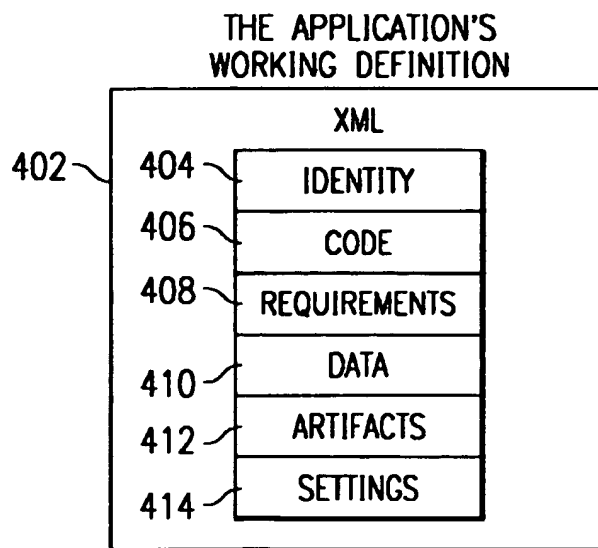 THE APPLICATION'S
WORKING DEFINITION
XML
402
404
IDENTITY
406
CODE
408
REQUIREMENTS
410
DATA
412
ARTIFACTS
414
SETTINGS